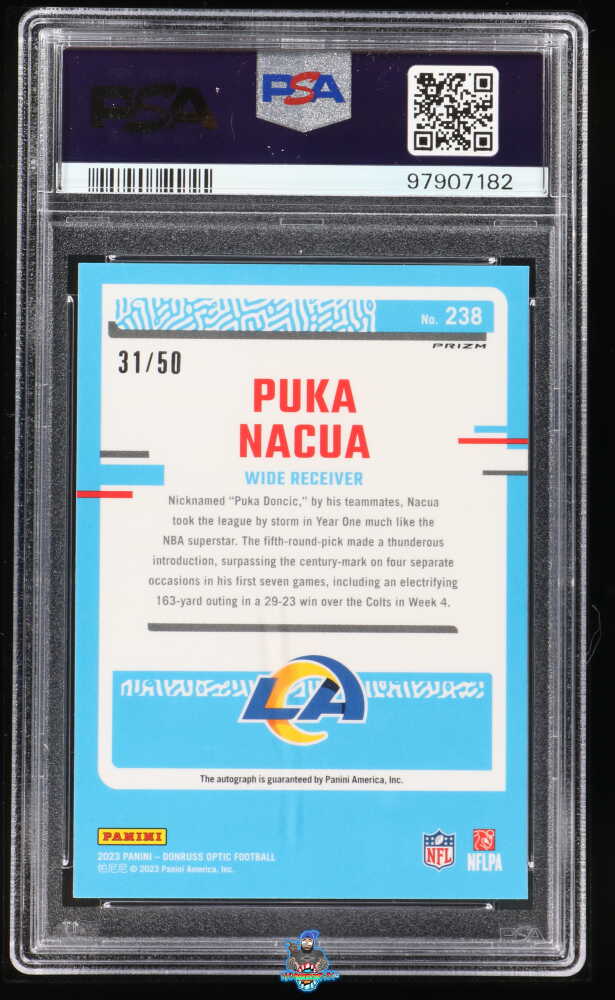 PSA
PSA
97907182
No. 238
PRIZM
31/50
PUKA
NACUA
WIDE RECEIVER
Nicknamed “Puka Doncic,” by his teammates, Nacua
took the league by storm in Year One much like the
NBA superstar. The fifth-round-pick made a thunderous
introduction, surpassing the century-mark on four separate
occasions in his first seven games, including an electrifying
163-yard outing in a 29-23 win over the Colts in Week 4.
LA
The autograph is guaranteed by Panini America, Inc.
PANINI
2023 PANINI – DONRUSS OPTIC FOOTBALL
帕尼尼 © 2023 Panini America, Inc.
NFL
NFLPA
PSA